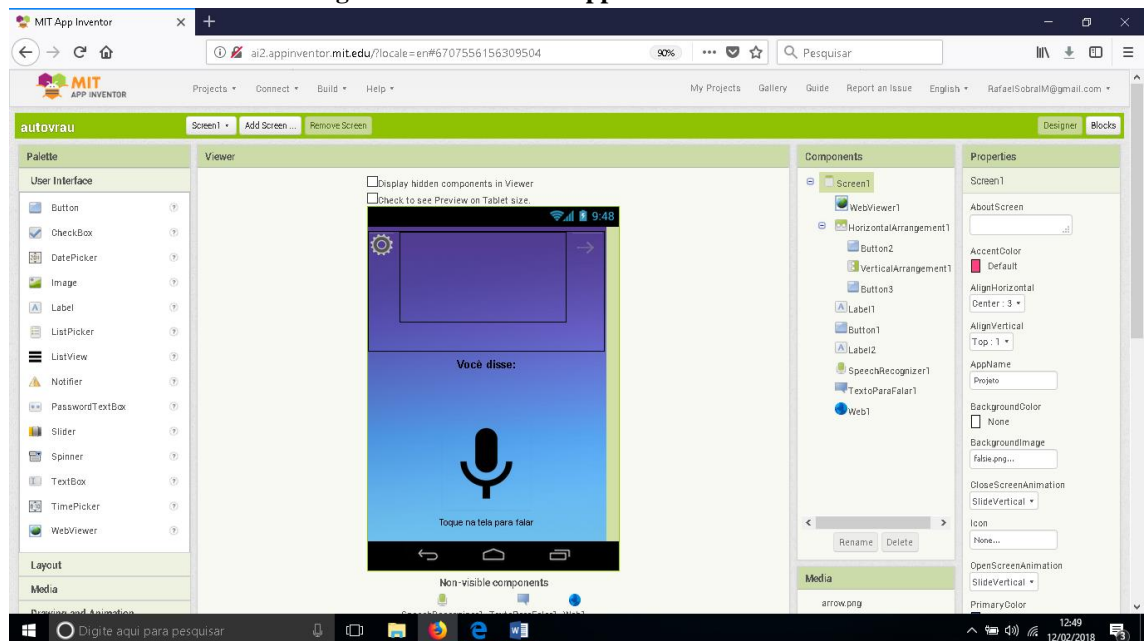 MIT App Inventor
ai2.appinventor.mit.edu/?locale=en#6707556156309504
90%
Pesquisar
MIT
APP INVENTOR
Projects Connect Build Help My Projects Gallery Guide Report an Issue English RafaelSobralM@gmail.com
autovrau Screen1 Add Screen ... Remove Screen Designer Blocks
Palette
User Interface
Button
CheckBox
DatePicker
Image
Label
ListPicker
ListView
Notifier
PasswordTextBox
Slider
Spinner
TextBox
TimePicker
WebViewer
Layout
Media
Drawing and Animation
Viewer
Display hidden components in Viewer
Check to see Preview on Tablet size.
9:48
Você disse:
Toque na tela para falar
Non-visible components
SpeechRecognizer1 TextoParaFalar1 Web1
Components
Screen1
WebViewer1
HorizontalArrangement1
Button2
VerticalArrangement1
Button3
Label1
Button1
Label2
SpeechRecognizer1
TextoParaFalar1
Web1
Rename Delete
Media
arrow.png
Properties
Screen1
AboutScreen
AccentColor
Default
AlignHorizontal
Center : 3
AlignVertical
Top : 1
AppName
Projeto
BackgroundColor
None
BackgroundImage
falsie.png...
CloseScreenAnimation
SlideVertical
Icon
None...
OpenScreenAnimation
SlideVertical
PrimaryColor
Digite aqui para pesquisar
12:49
12/02/2018